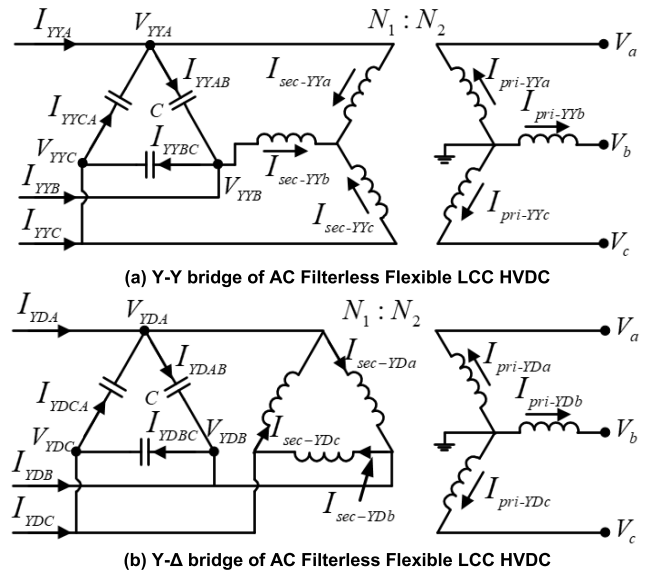 I_YYA V_YYA N_1 : N_2 V_a
I_YYAB I_sec-YYa I_pri-YYa
I_YYCA C I_pri-YYb
V_YYC I_YYBC V_b
I_YYB V_YYB I_sec-YYb
I_YYC I_sec-YYc I_pri-YYc V_c
(a) Y-Y bridge of AC Filterless Flexible LCC HVDC
I_YDA V_YDA N_1 : N_2 V_a
I_YDAB I_sec-YDa I_pri-YDa
I_YDCA C I_pri-YDb
V_YDC I_YDBC V_YDB I_sec-YDc V_b
I_YDB I_sec-YDb I_pri-YDc
I_YDC V_c
(b) Y-Δ bridge of AC Filterless Flexible LCC HVDC